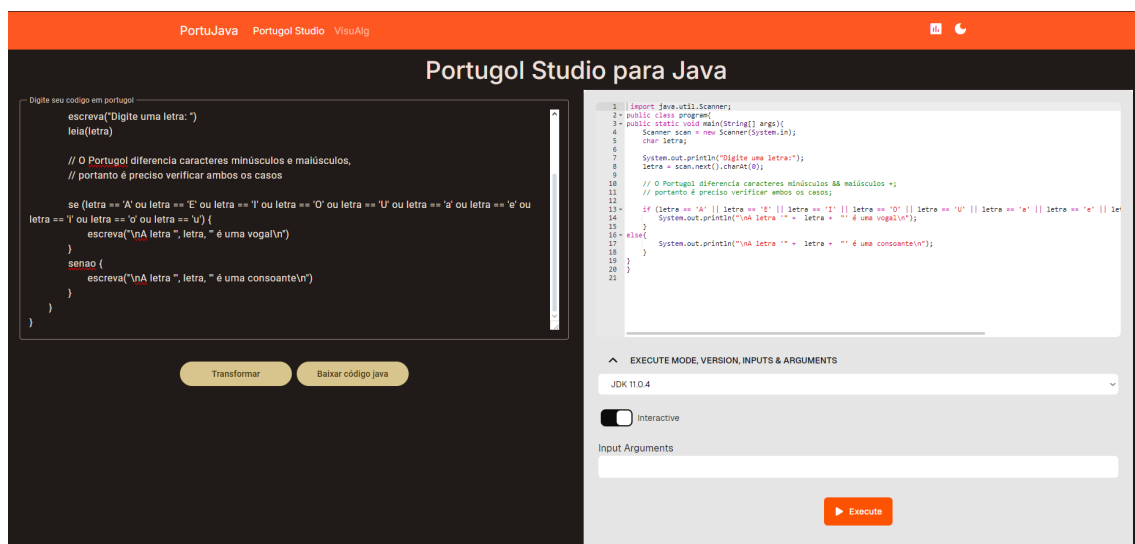 PortuJava Portugol Studio VisuAlg
Portugol Studio para Java
Digite seu codigo em portugol
escreva("Digite uma letra: ")
leia(letra)
// O Portugol diferencia caracteres minúsculos e maiúsculos,
// portanto é preciso verificar ambos os casos
se (letra == 'A' ou letra == 'E' ou letra == 'I' ou letra == 'O' ou letra == 'U' ou letra == 'a' ou letra == 'e' ou
letra == 'i' ou letra == 'o' ou letra == 'u') {
escreva("\nA letra '", letra, "' é uma vogal\n")
}
senao {
escreva("\nA letra '", letra, "' é uma consoante\n")
}
}
}
Transformar
Baixar código java
1 import java.util.Scanner;
2 public class program{
3 public static void main(String[] args){
4 Scanner scan = new Scanner(System.in);
5 char letra;
6
7 System.out.println("Digite uma letra:");
8 letra = scan.next().charAt(0);
9
10 // O Portugol diferencia caracteres minúsculos && maiúsculos +;
11 // portanto é preciso verificar ambos os casos;
12
13 if (letra == 'A' || letra == 'E' || letra == 'I' || letra == 'O' || letra == 'U' || letra == 'a' || letra == 'e' || let
14 System.out.println("\nA letra '" + letra + "' é uma vogal\n");
15 }
16 else{
17 System.out.println("\nA letra '" + letra + "' é uma consoante\n");
18 }
19 }
20 }
21
EXECUTE MODE, VERSION, INPUTS & ARGUMENTS
JDK 11.0.4
Interactive
Input Arguments
Execute